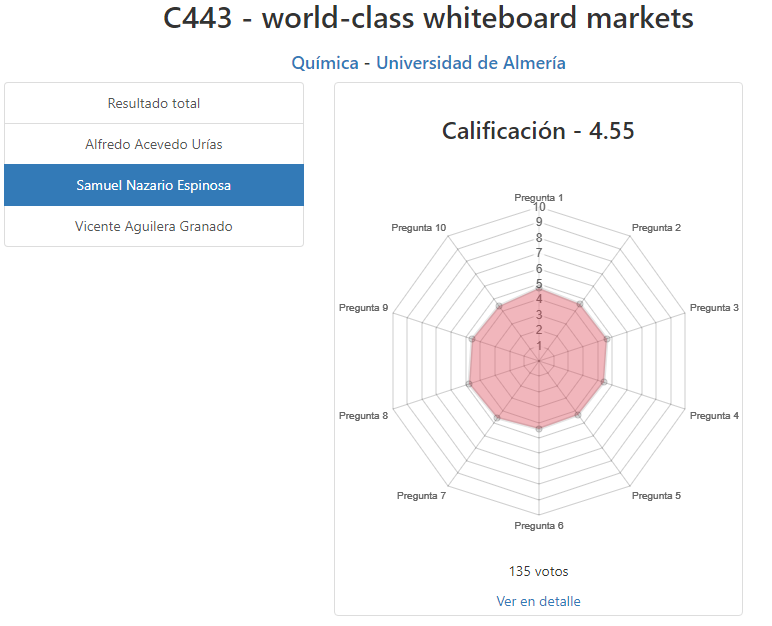 C443 - world-class whiteboard markets
Química - Universidad de Almería
Resultado total
Alfredo Acevedo Urías
Samuel Nazario Espinosa
Vicente Aguilera Granado
Calificación - 4.55
Pregunta 1
10
9
8
7
6
5
4
3
2
1
Pregunta 2
Pregunta 3
Pregunta 4
Pregunta 5
Pregunta 6
Pregunta 7
Pregunta 8
Pregunta 9
Pregunta 10
135 votos
Ver en detalle